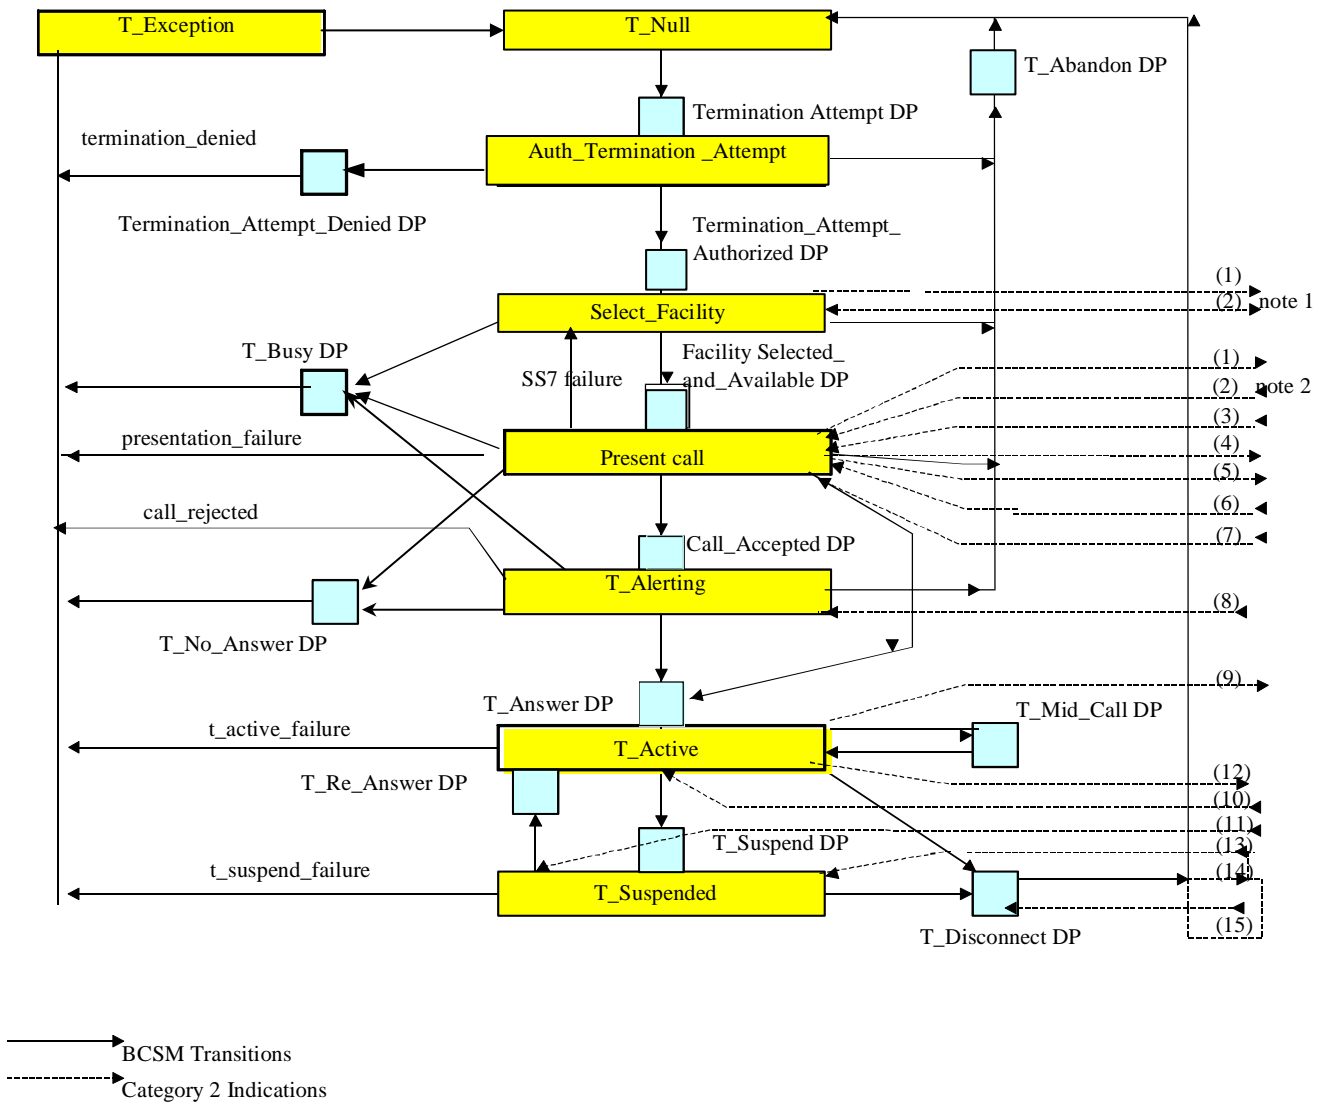 T_Exception
T_Null
T_Abandon DP
Termination Attempt DP
termination_denied
Auth_Termination _Attempt
Termination_Attempt_Denied DP
Termination_Attempt_
Authorized DP
(1)
(2) note 1
Select_Facility
T_Busy DP
SS7 failure
Facility Selected_
and_Available DP
(1)
(2) note 2
(3)
presentation_failure
Present call
(4)
(5)
(6)
call_rejected
(7)
Call_Accepted DP
T_Alerting
(8)
T_No_Answer DP
(9)
T_Answer DP
T_Mid_Call DP
t_active_failure
T_Active
T_Re_Answer DP
(12)
(10)
(11)
T_Suspend DP
(13)
t_suspend_failure
(14)
T_Suspended
(15)
T_Disconnect DP
BCSM Transitions
Category 2 Indications